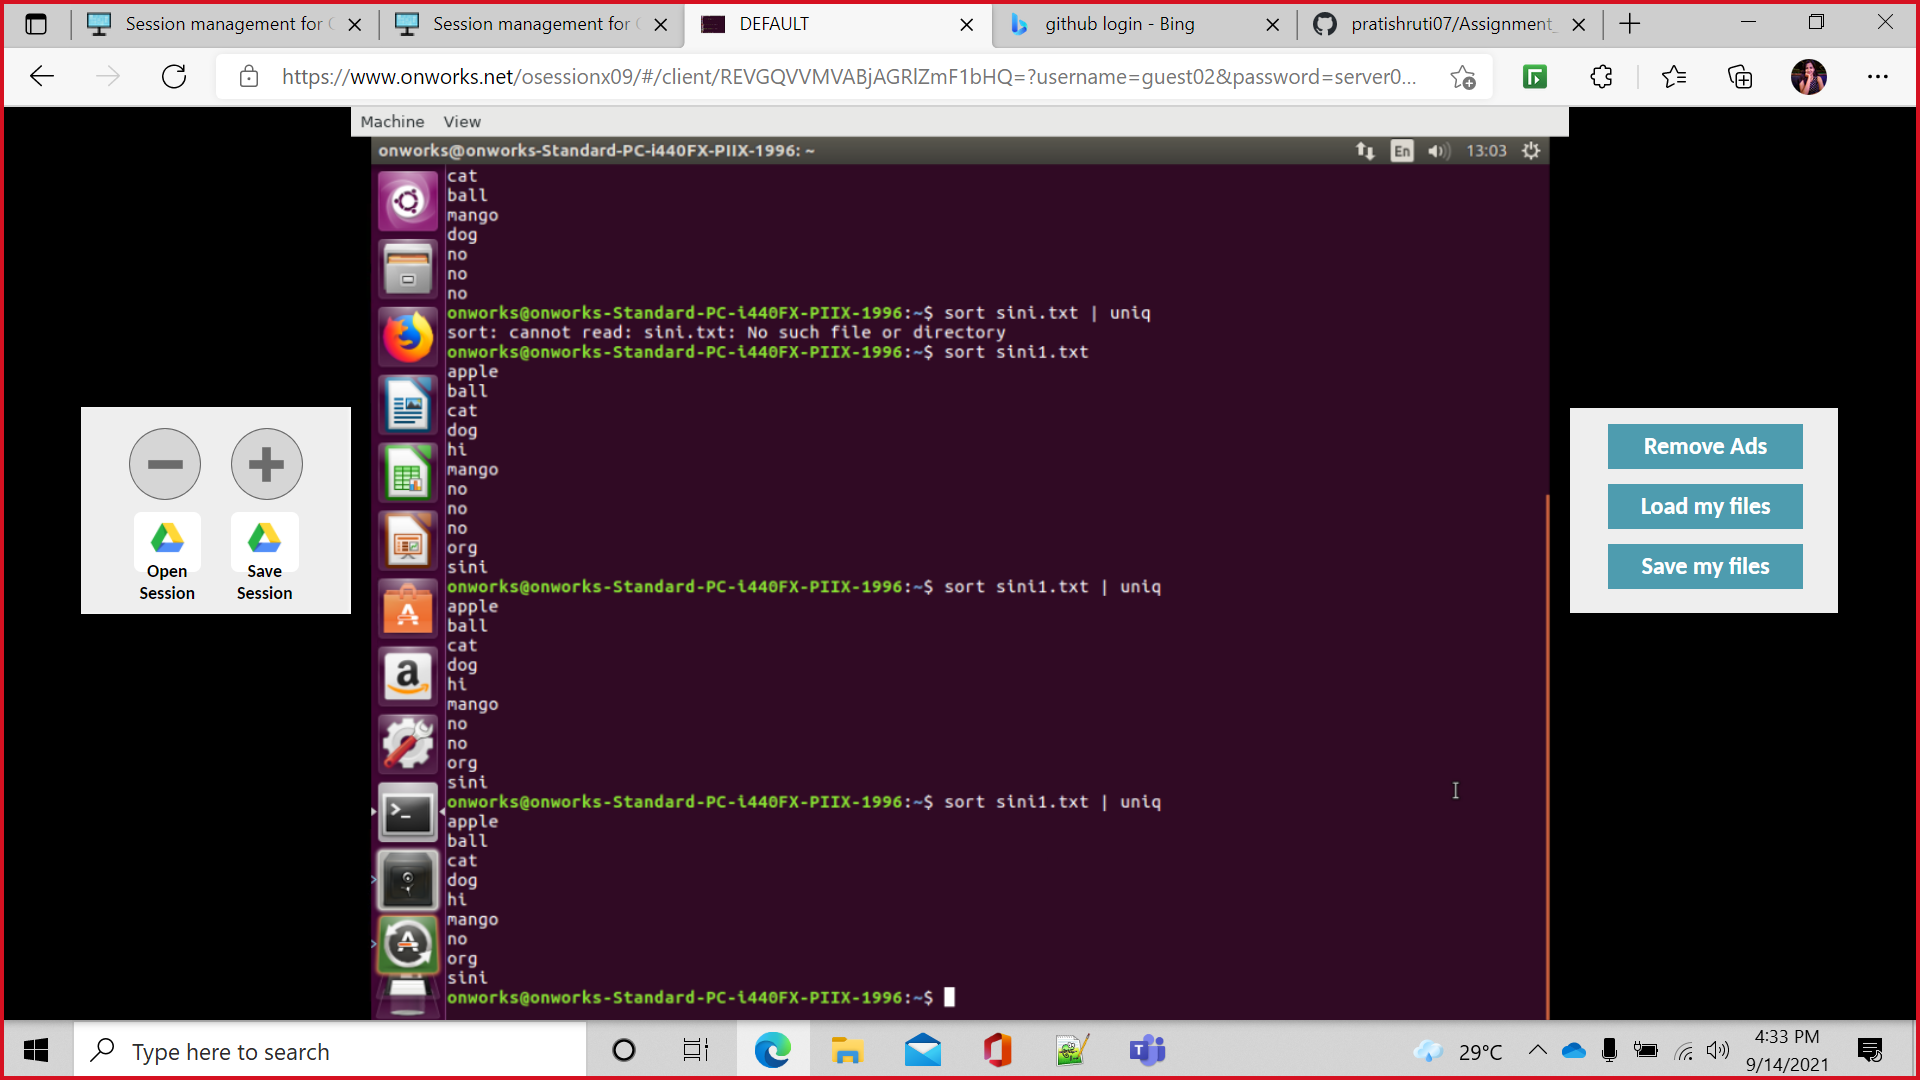 Session management for
Session management for
DEFAULT
github login - Bing
pratishruti07/Assignment_
https://www.onworks.net/osessionx09/#/client/REVGQVVMVABjAGRlZmF1bHQ=?username=guest02&password=server0...
Machine View
onworks@onworks-Standard-PC-i440FX-PIIX-1996: ~
En
13:03
cat
ball
mango
dog
no
no
no
onworks@onworks-Standard-PC-i440FX-PIIX-1996:~$ sort sini.txt | uniq
sort: cannot read: sini.txt: No such file or directory
onworks@onworks-Standard-PC-i440FX-PIIX-1996:~$ sort sini1.txt
apple
ball
cat
dog
hi
mango
no
no
no
org
sini
onworks@onworks-Standard-PC-i440FX-PIIX-1996:~$ sort sini1.txt | uniq
apple
ball
cat
dog
hi
mango
no
no
org
sini
onworks@onworks-Standard-PC-i440FX-PIIX-1996:~$ sort sini1.txt | uniq
apple
ball
cat
dog
hi
mango
no
org
sini
onworks@onworks-Standard-PC-i440FX-PIIX-1996:~$
Open Session
Save Session
Remove Ads
Load my files
Save my files
Type here to search
29°C
4:33 PM
9/14/2021